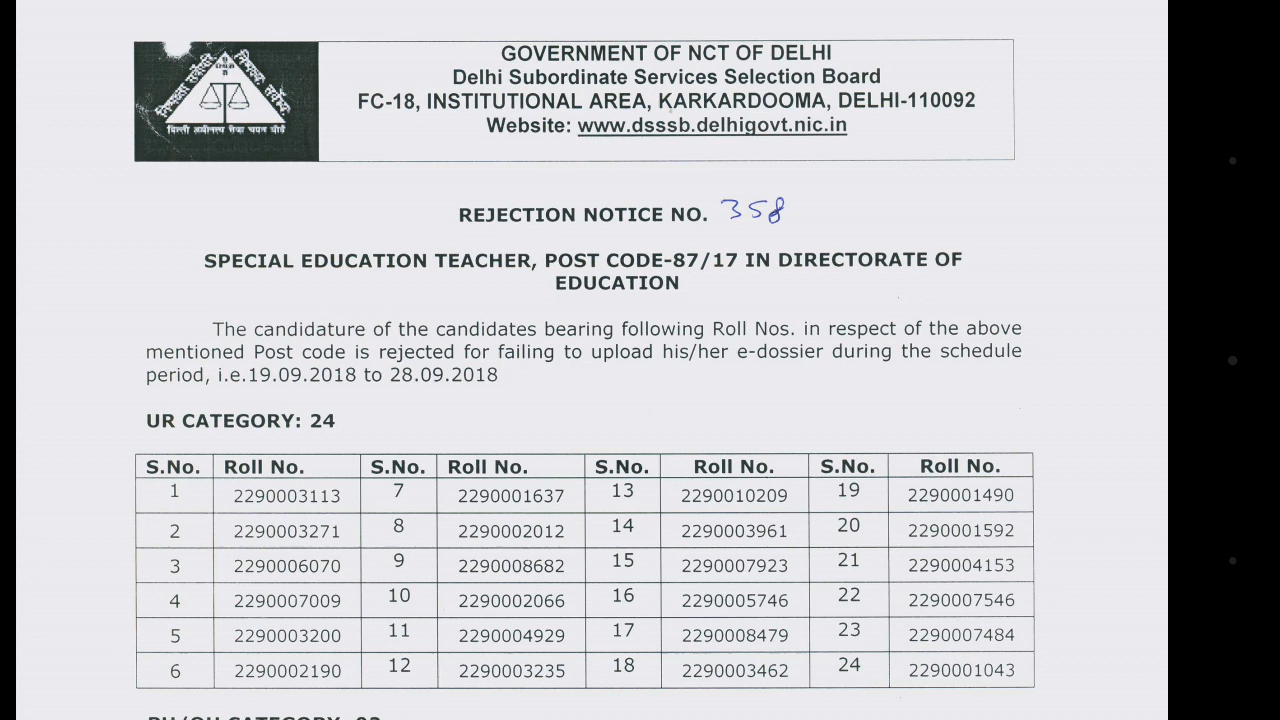 दिल्ली अधीनस्थ सेवा चयन बोर्ड
GOVERNMENT OF NCT OF DELHI
Delhi Subordinate Services Selection Board
FC-18, INSTITUTIONAL AREA, KARKARDOOMA, DELHI-110092
Website: www.dsssb.delhigovt.nic.in
REJECTION NOTICE NO. 358
SPECIAL EDUCATION TEACHER, POST CODE-87/17 IN DIRECTORATE OF
EDUCATION
The candidature of the candidates bearing following Roll Nos. in respect of the above
mentioned Post code is rejected for failing to upload his/her e-dossier during the schedule
period, i.e.19.09.2018 to 28.09.2018
UR CATEGORY: 24
S.No. Roll No. S.No. Roll No. S.No. Roll No. S.No. Roll No.
1 2290003113 7 2290001637 13 2290010209 19 2290001490
2 2290003271 8 2290002012 14 2290003961 20 2290001592
3 2290006070 9 2290008682 15 2290007923 21 2290004153
4 2290007009 10 2290002066 16 2290005746 22 2290007546
5 2290003200 11 2290004929 17 2290008479 23 2290007484
6 2290002190 12 2290003235 18 2290003462 24 2290001043